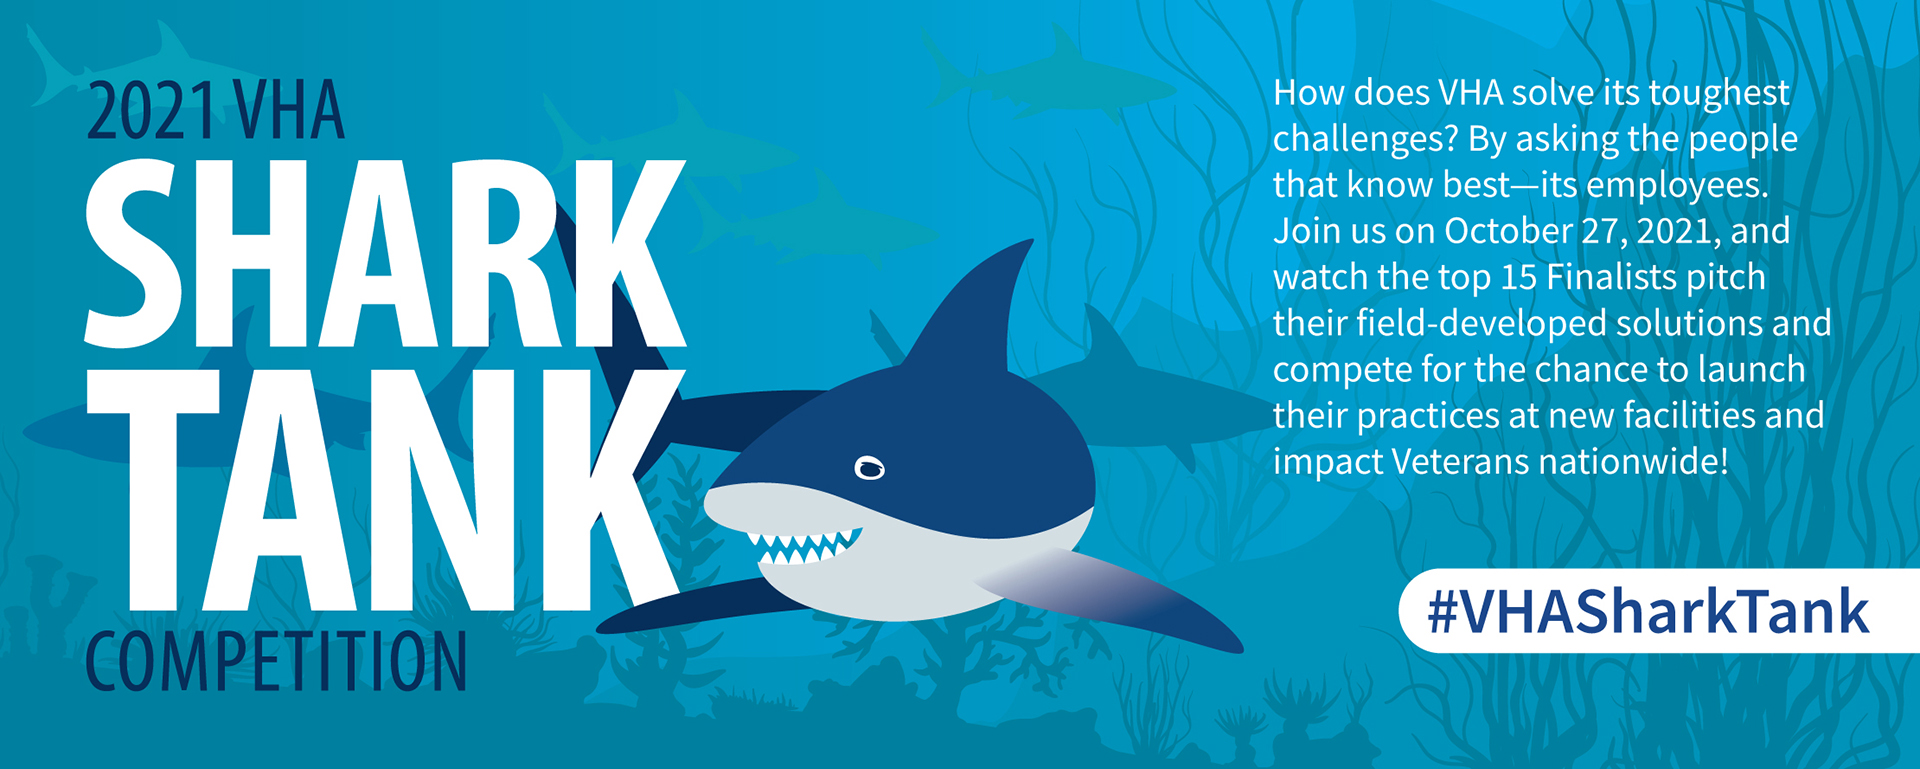 2021 VHA
SHARK
TANK
COMPETITION
How does VHA solve its toughest
challenges? By asking the people
that know best—its employees.
Join us on October 27, 2021, and
watch the top 15 Finalists pitch
their field-developed solutions and
compete for the chance to launch
their practices at new facilities and
impact Veterans nationwide!
#VHASharkTank